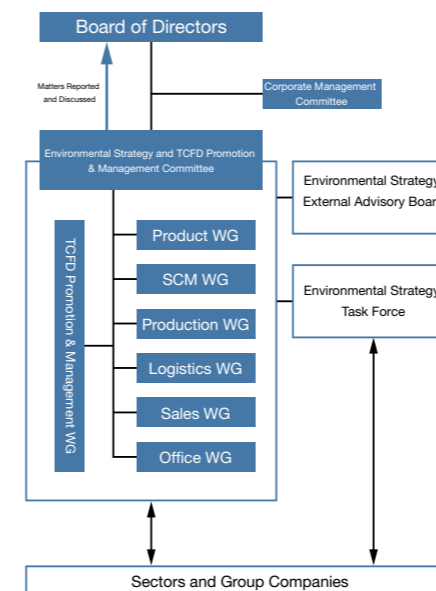 Board of Directors
Matters Reported
and Discussed
Corporate Management
Committee
Environmental Strategy and TCFD Promotion
& Management Committee
Environmental Strategy
External Advisory Board
TCFD Promotion & Management WG
Product WG
SCM WG
Production WG
Logistics WG
Sales WG
Office WG
Environmental Strategy
Task Force
Sectors and Group Companies